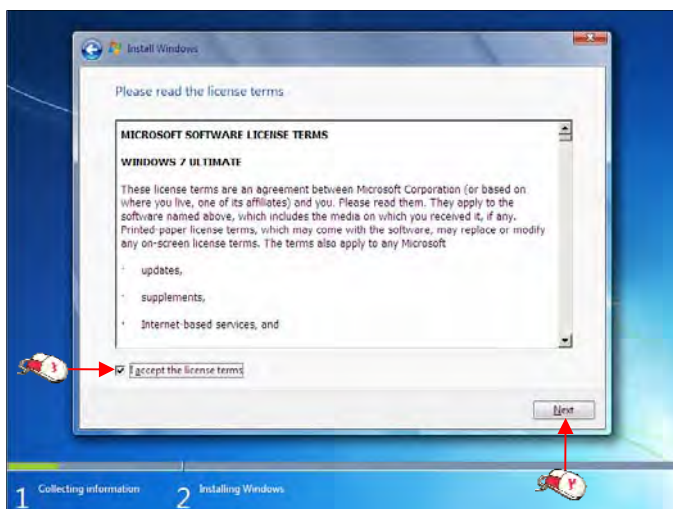 Install Windows
Please read the license terms
MICROSOFT SOFTWARE LICENSE TERMS
WINDOWS 7 ULTIMATE
These license terms are an agreement between Microsoft Corporation (or based on
where you live, one of its affiliates) and you. Please read them. They apply to the
software named above, which includes the media on which you received it, if any.
Printed-paper license terms, which may come with the software, may replace or modify
any on-screen license terms. The terms also apply to any Microsoft
· updates,
· supplements,
· Internet-based services, and
I accept the license terms
Next
۲
1 Collecting information 2 Installing Windows